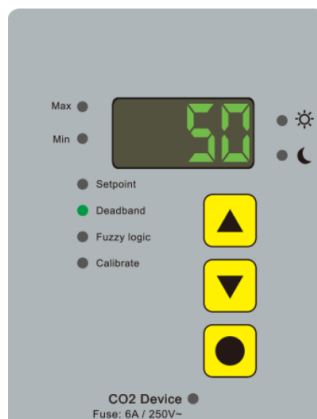 Max
50
Min
Setpoint
Deadband
Fuzzy logic
Calibrate
CO2 Device
Fuse: 6A / 250V~